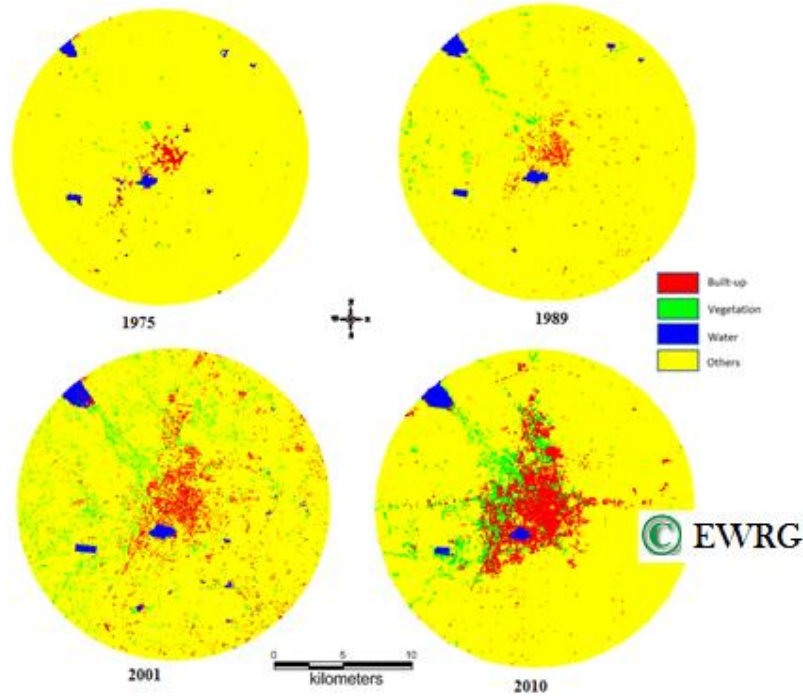 1975
1989
Built-up
Vegetation
Water
Others
© EWRG
0 5 10
kilometers
2001
2010